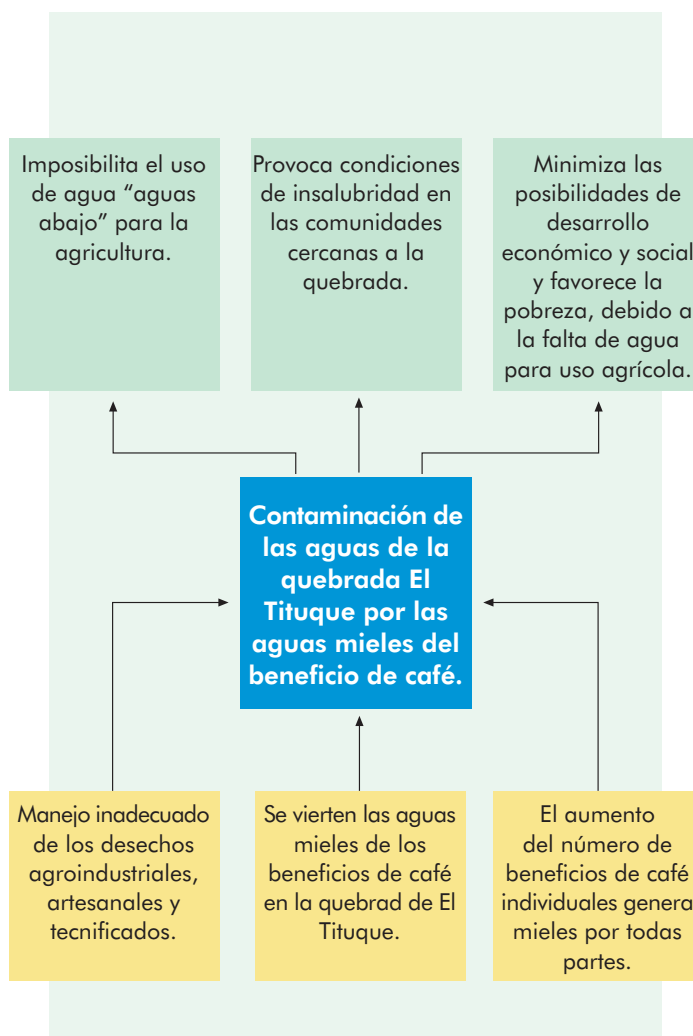 Imposibilita el uso
de agua “aguas
abajo” para la
agricultura.
Provoca condiciones
de insalubridad en
las comunidades
cercanas a la
quebrada.
Minimiza las
posibilidades de
desarrollo
económico y social
y favorece la
pobreza, debido a
la falta de agua
para uso agrícola.
Contaminación de
las aguas de la
quebrada El
Tituque por las
aguas mieles del
beneficio de café.
Manejo inadecuado
de los desechos
agroindustriales,
artesanales y
tecnificados.
Se vierten las aguas
mieles de los
beneficios de café
en la quebrad de El
Tituque.
El aumento
del número de
beneficios de café
individuales genera
mieles por todas
partes.